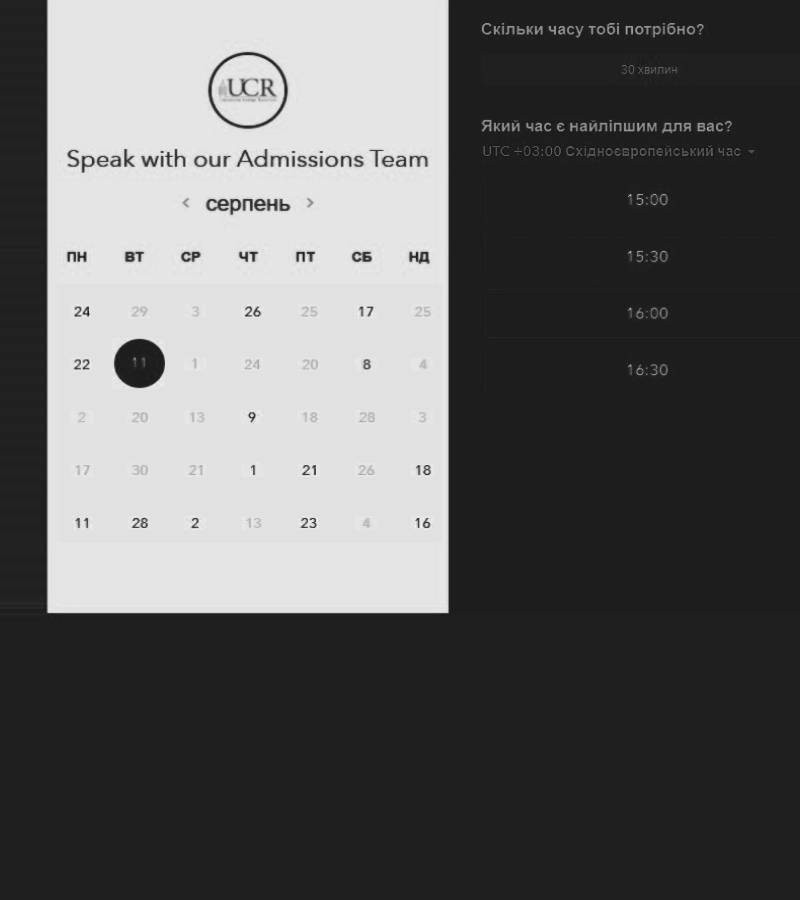 UCR
Speak with our Admissions Team
серпень
ПН ВТ СР ЧТ ПТ СБ НД
24 29 3 26 25 17 25
22 11 1 24 20 8 4
2 20 13 9 18 28 3
17 30 21 1 21 26 18
11 28 2 13 23 4 16
Скільки часу тобі потрібно?
30 хвилин
Який час є найліпшим для вас?
UTC +03:00 Східноєвропейський час
15:00
15:30
16:00
16:30